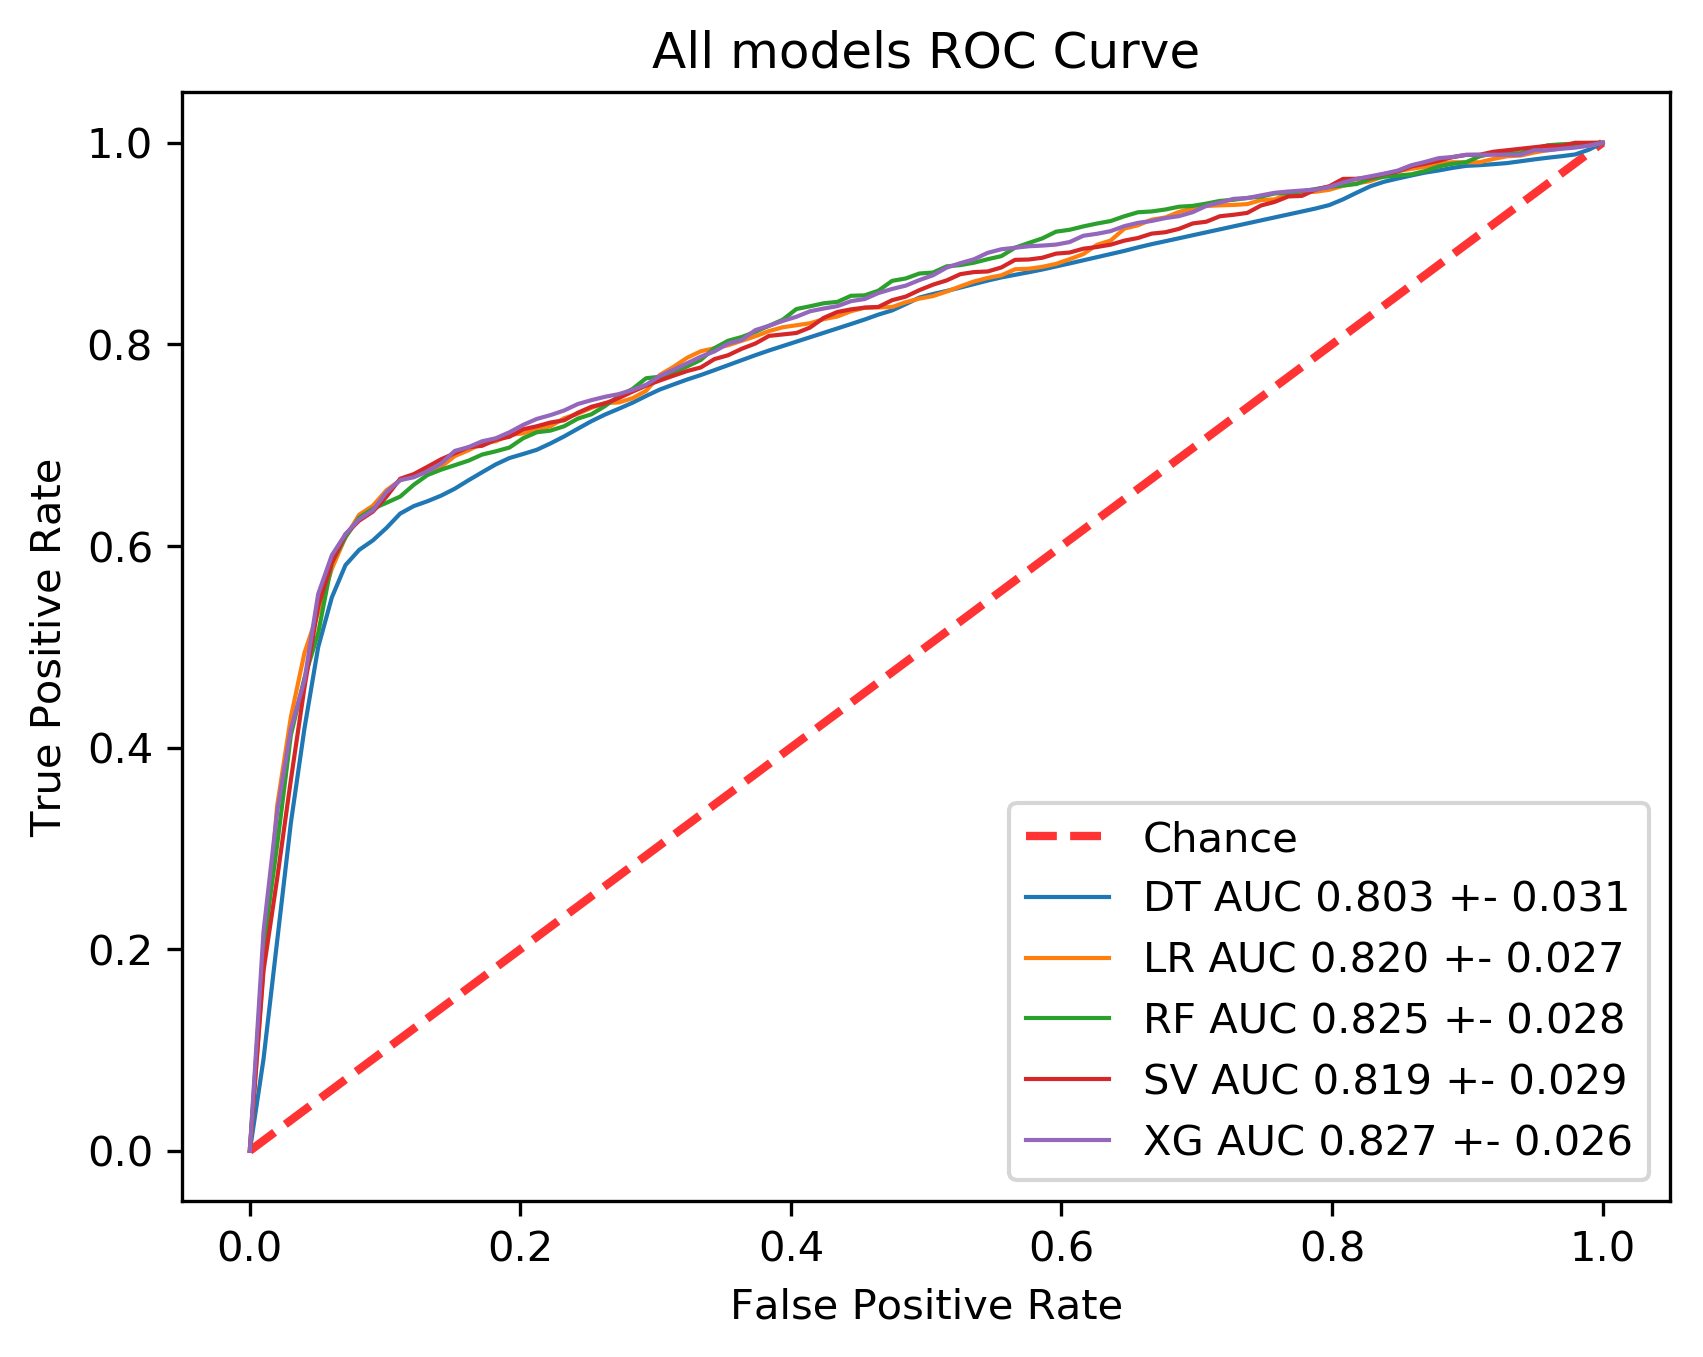 All models ROC Curve
True Positive Rate
1.0
0.8
0.6
0.4
0.2
0.0
Chance
DT AUC 0.803 +- 0.031
LR AUC 0.820 +- 0.027
RF AUC 0.825 +- 0.028
SV AUC 0.819 +- 0.029
XG AUC 0.827 +- 0.026
0.0 0.2 0.4 0.6 0.8 1.0
False Positive Rate